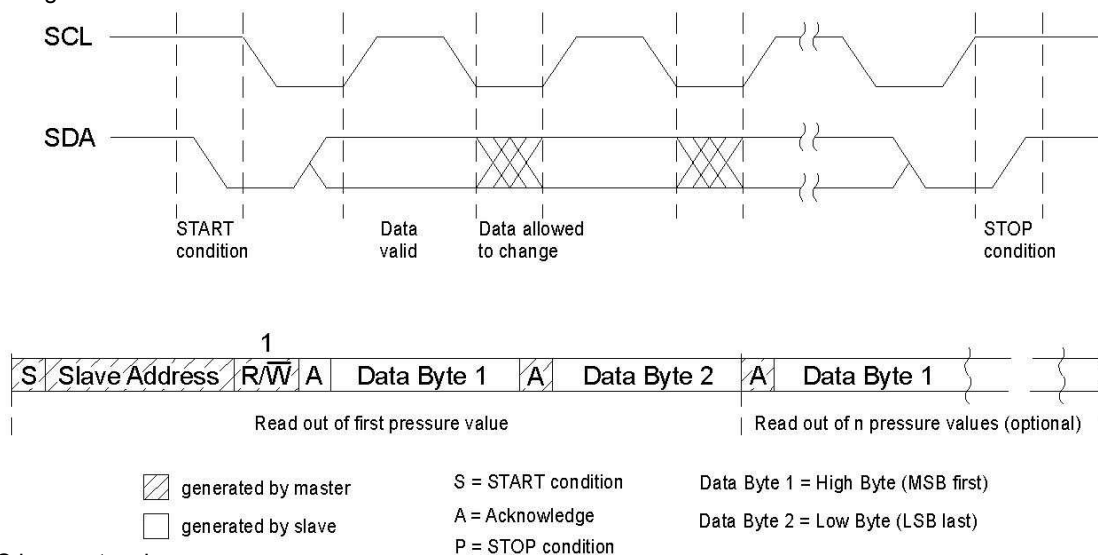 SCL
SDA
START condition
Data valid
Data allowed to change
STOP condition
1
S Slave Address R/W̅ A Data Byte 1 A Data Byte 2 A Data Byte 1
Read out of first pressure value
Read out of n pressure values (optional)
generated by master
generated by slave
S = START condition
A = Acknowledge
P = STOP condition
Data Byte 1 = High Byte (MSB first)
Data Byte 2 = Low Byte (LSB last)